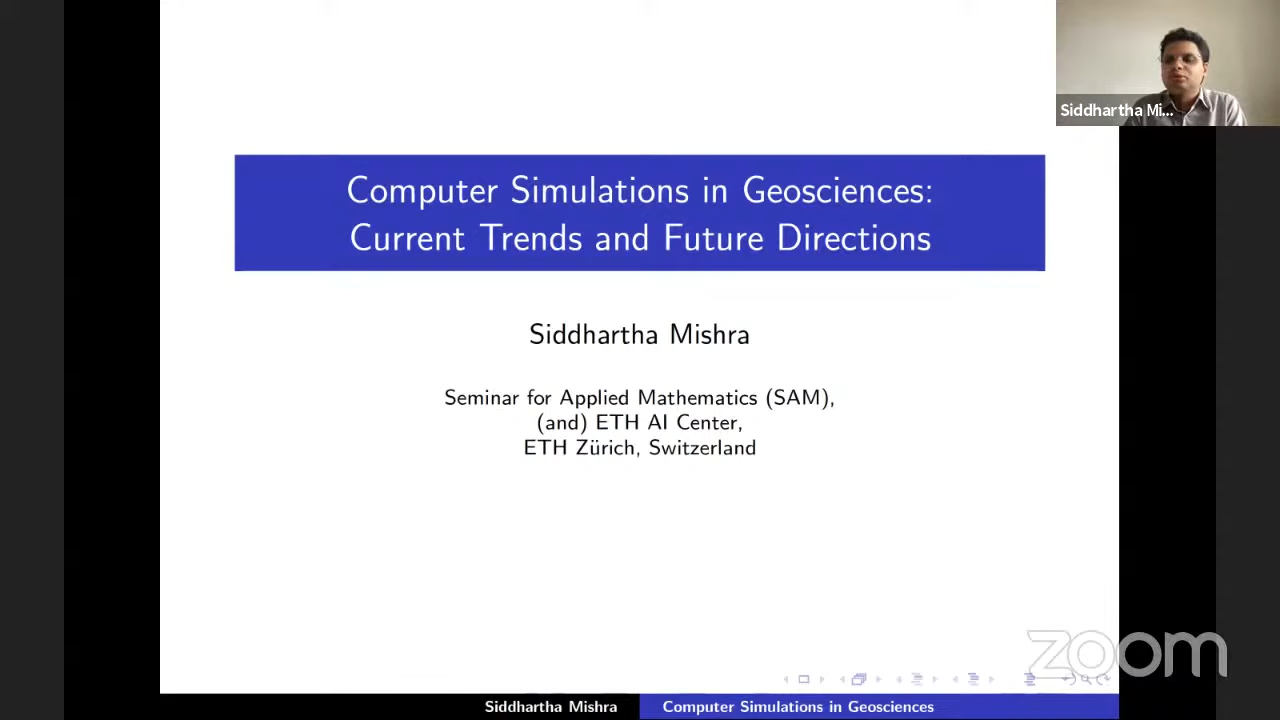 Siddhartha Mi...
Computer Simulations in Geosciences:
Current Trends and Future Directions
Siddhartha Mishra
Seminar for Applied Mathematics (SAM),
(and) ETH AI Center,
ETH Zürich, Switzerland
zoom
Siddhartha Mishra
Computer Simulations in Geosciences